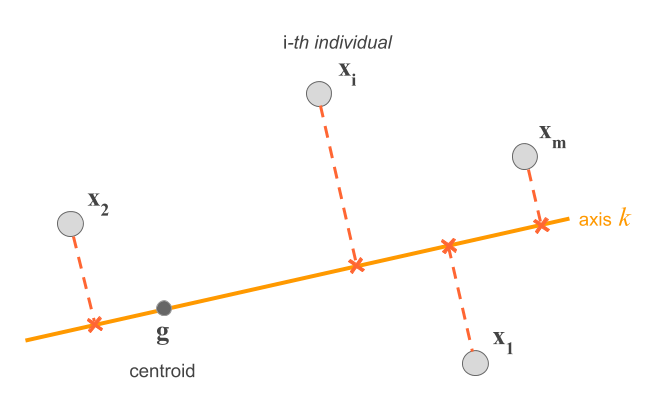 i-th individual
xᵢ
xₘ
x₂
axis k
g
x₁
centroid